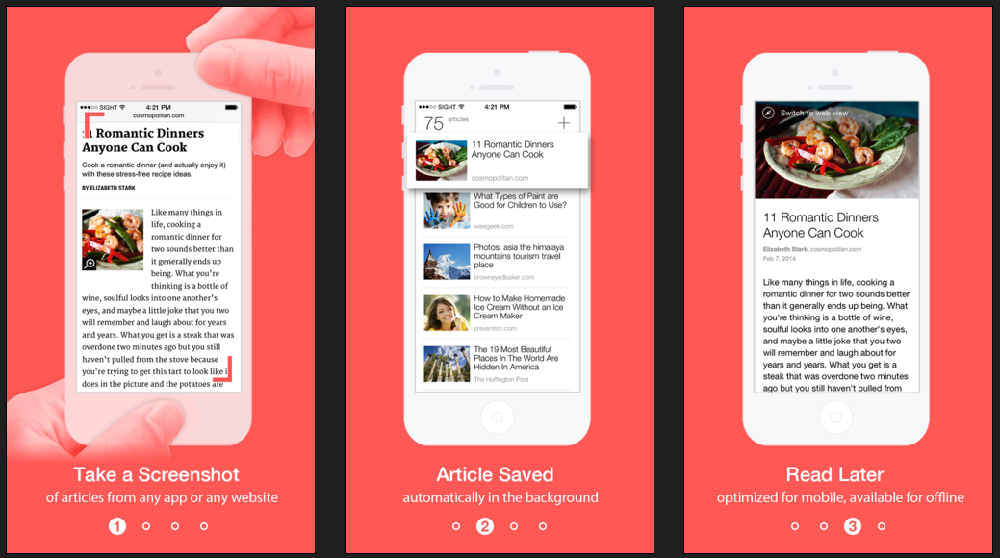 SIGHT 4:21 PM
cosmopolitan.com
11 Romantic Dinners
Anyone Can Cook
Cook a romantic dinner (and actually enjoy it)
with these stress-free recipe ideas.
BY ELIZABETH STARK
Like many things in
life, cooking a
romantic dinner for
two sounds better than
it generally ends up
being. What you're
thinking is a bottle of
wine, soulful looks into one another's
eyes, and maybe a little joke that you two
will remember and laugh about for years
and years. What you get is a steak that was
overdone two minutes ago but you still
haven't pulled from the stove because
you're trying to get this tart to look like i
does in the picture and the potatoes are
Take a Screenshot
of articles from any app or any website
1
SIGHT 4:21 PM
75 articles
11 Romantic Dinners
Anyone Can Cook
cosmopolitan.com
What Types of Paint are
Good for Children to Use?
wisegeek.com
Photos: asia the himalaya
mountains tourism travel
place
browneyedbaker.com
How to Make Homemade
Ice Cream Without an Ice
Cream Maker
prevention.com
The 19 Most Beautiful
Places In The World Are
Hidden In America
The Huffington Post
Article Saved
automatically in the background
2
Switch to web view
11 Romantic Dinners
Anyone Can Cook
Elizabeth Stark, cosmopolitan.com
Feb 7, 2014
Like many things in life, cooking a
romantic dinner for two sounds better
than it generally ends up being. What
you're thinking is a bottle of wine,
soulful looks into one another's eyes,
and maybe a little joke that you two
will remember and laugh about for
years and years. What you get is a
steak that was overdone two minutes
ago but you still haven't pulled from
Read Later
optimized for mobile, available for offline
3